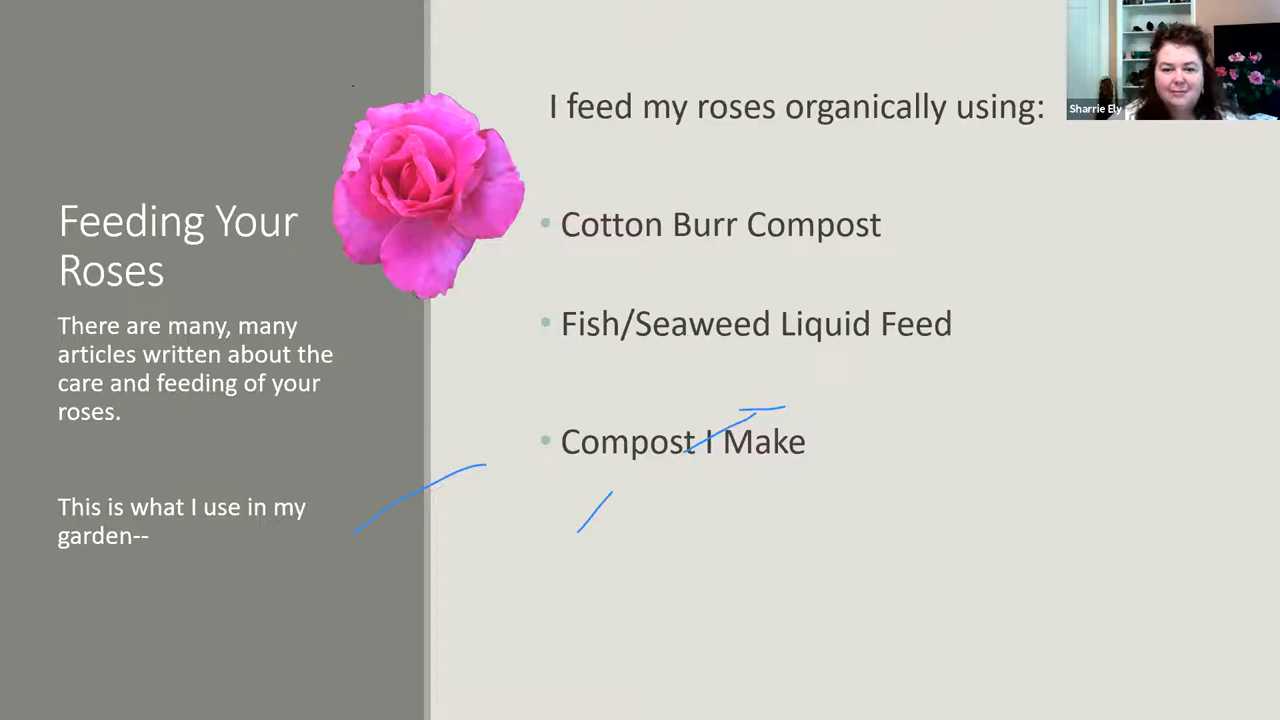 Feeding Your
Roses
There are many, many
articles written about the
care and feeding of your
roses.
This is what I use in my
garden--
I feed my roses organically using:
• Cotton Burr Compost
• Fish/Seaweed Liquid Feed
• Compost I Make
Sharrie Ely